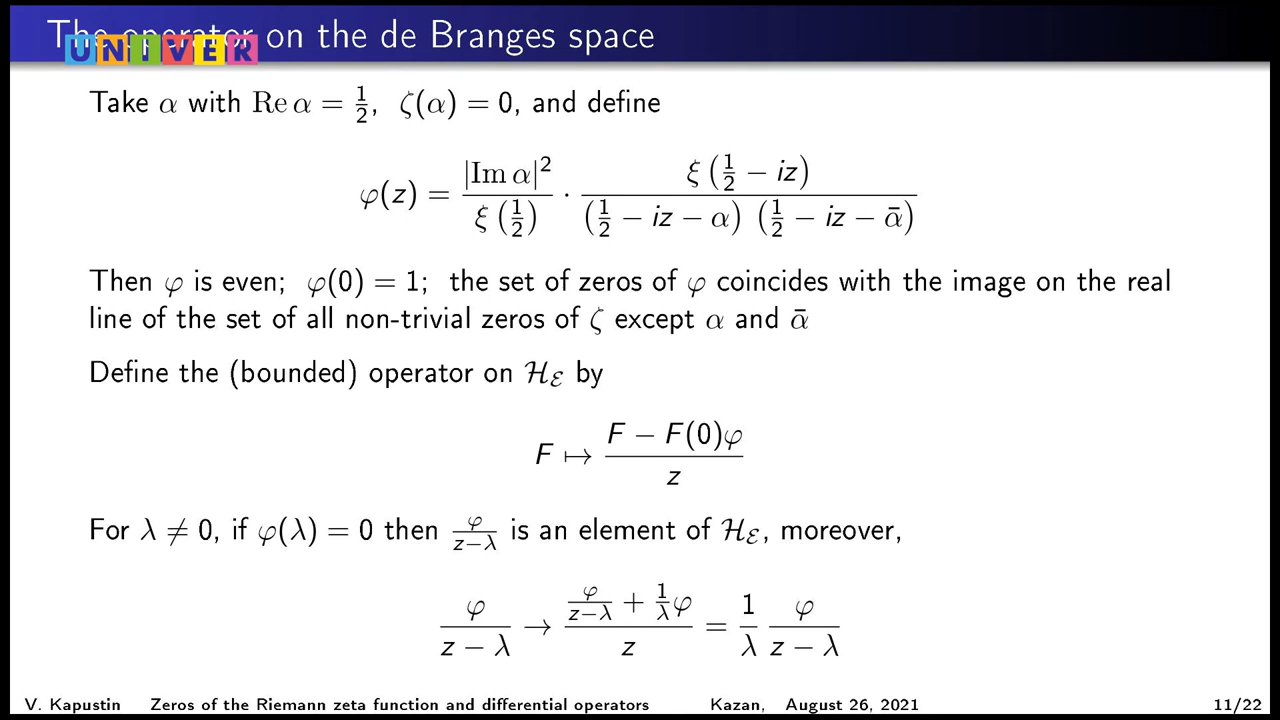 The operator on the de Branges space
UNIVER
Take α with Re α = 1/2, ζ(α) = 0, and define
φ(z) = |Im α|² / ξ(1/2) · ξ(1/2 − iz) / (1/2 − iz − α)(1/2 − iz − ᾱ)
Then φ is even; φ(0) = 1; the set of zeros of φ coincides with the image on the real
line of the set of all non-trivial zeros of ζ except α and ᾱ
Define the (bounded) operator on ℋ_ℰ by
F ↦ (F − F(0)φ) / z
For λ ≠ 0, if φ(λ) = 0 then φ/(z−λ) is an element of ℋ_ℰ, moreover,
φ/(z − λ) → (φ/(z−λ) + (1/λ)φ) / z = (1/λ) φ/(z − λ)
V. Kapustin Zeros of the Riemann zeta function and differential operators Kazan, August 26, 2021 11/22